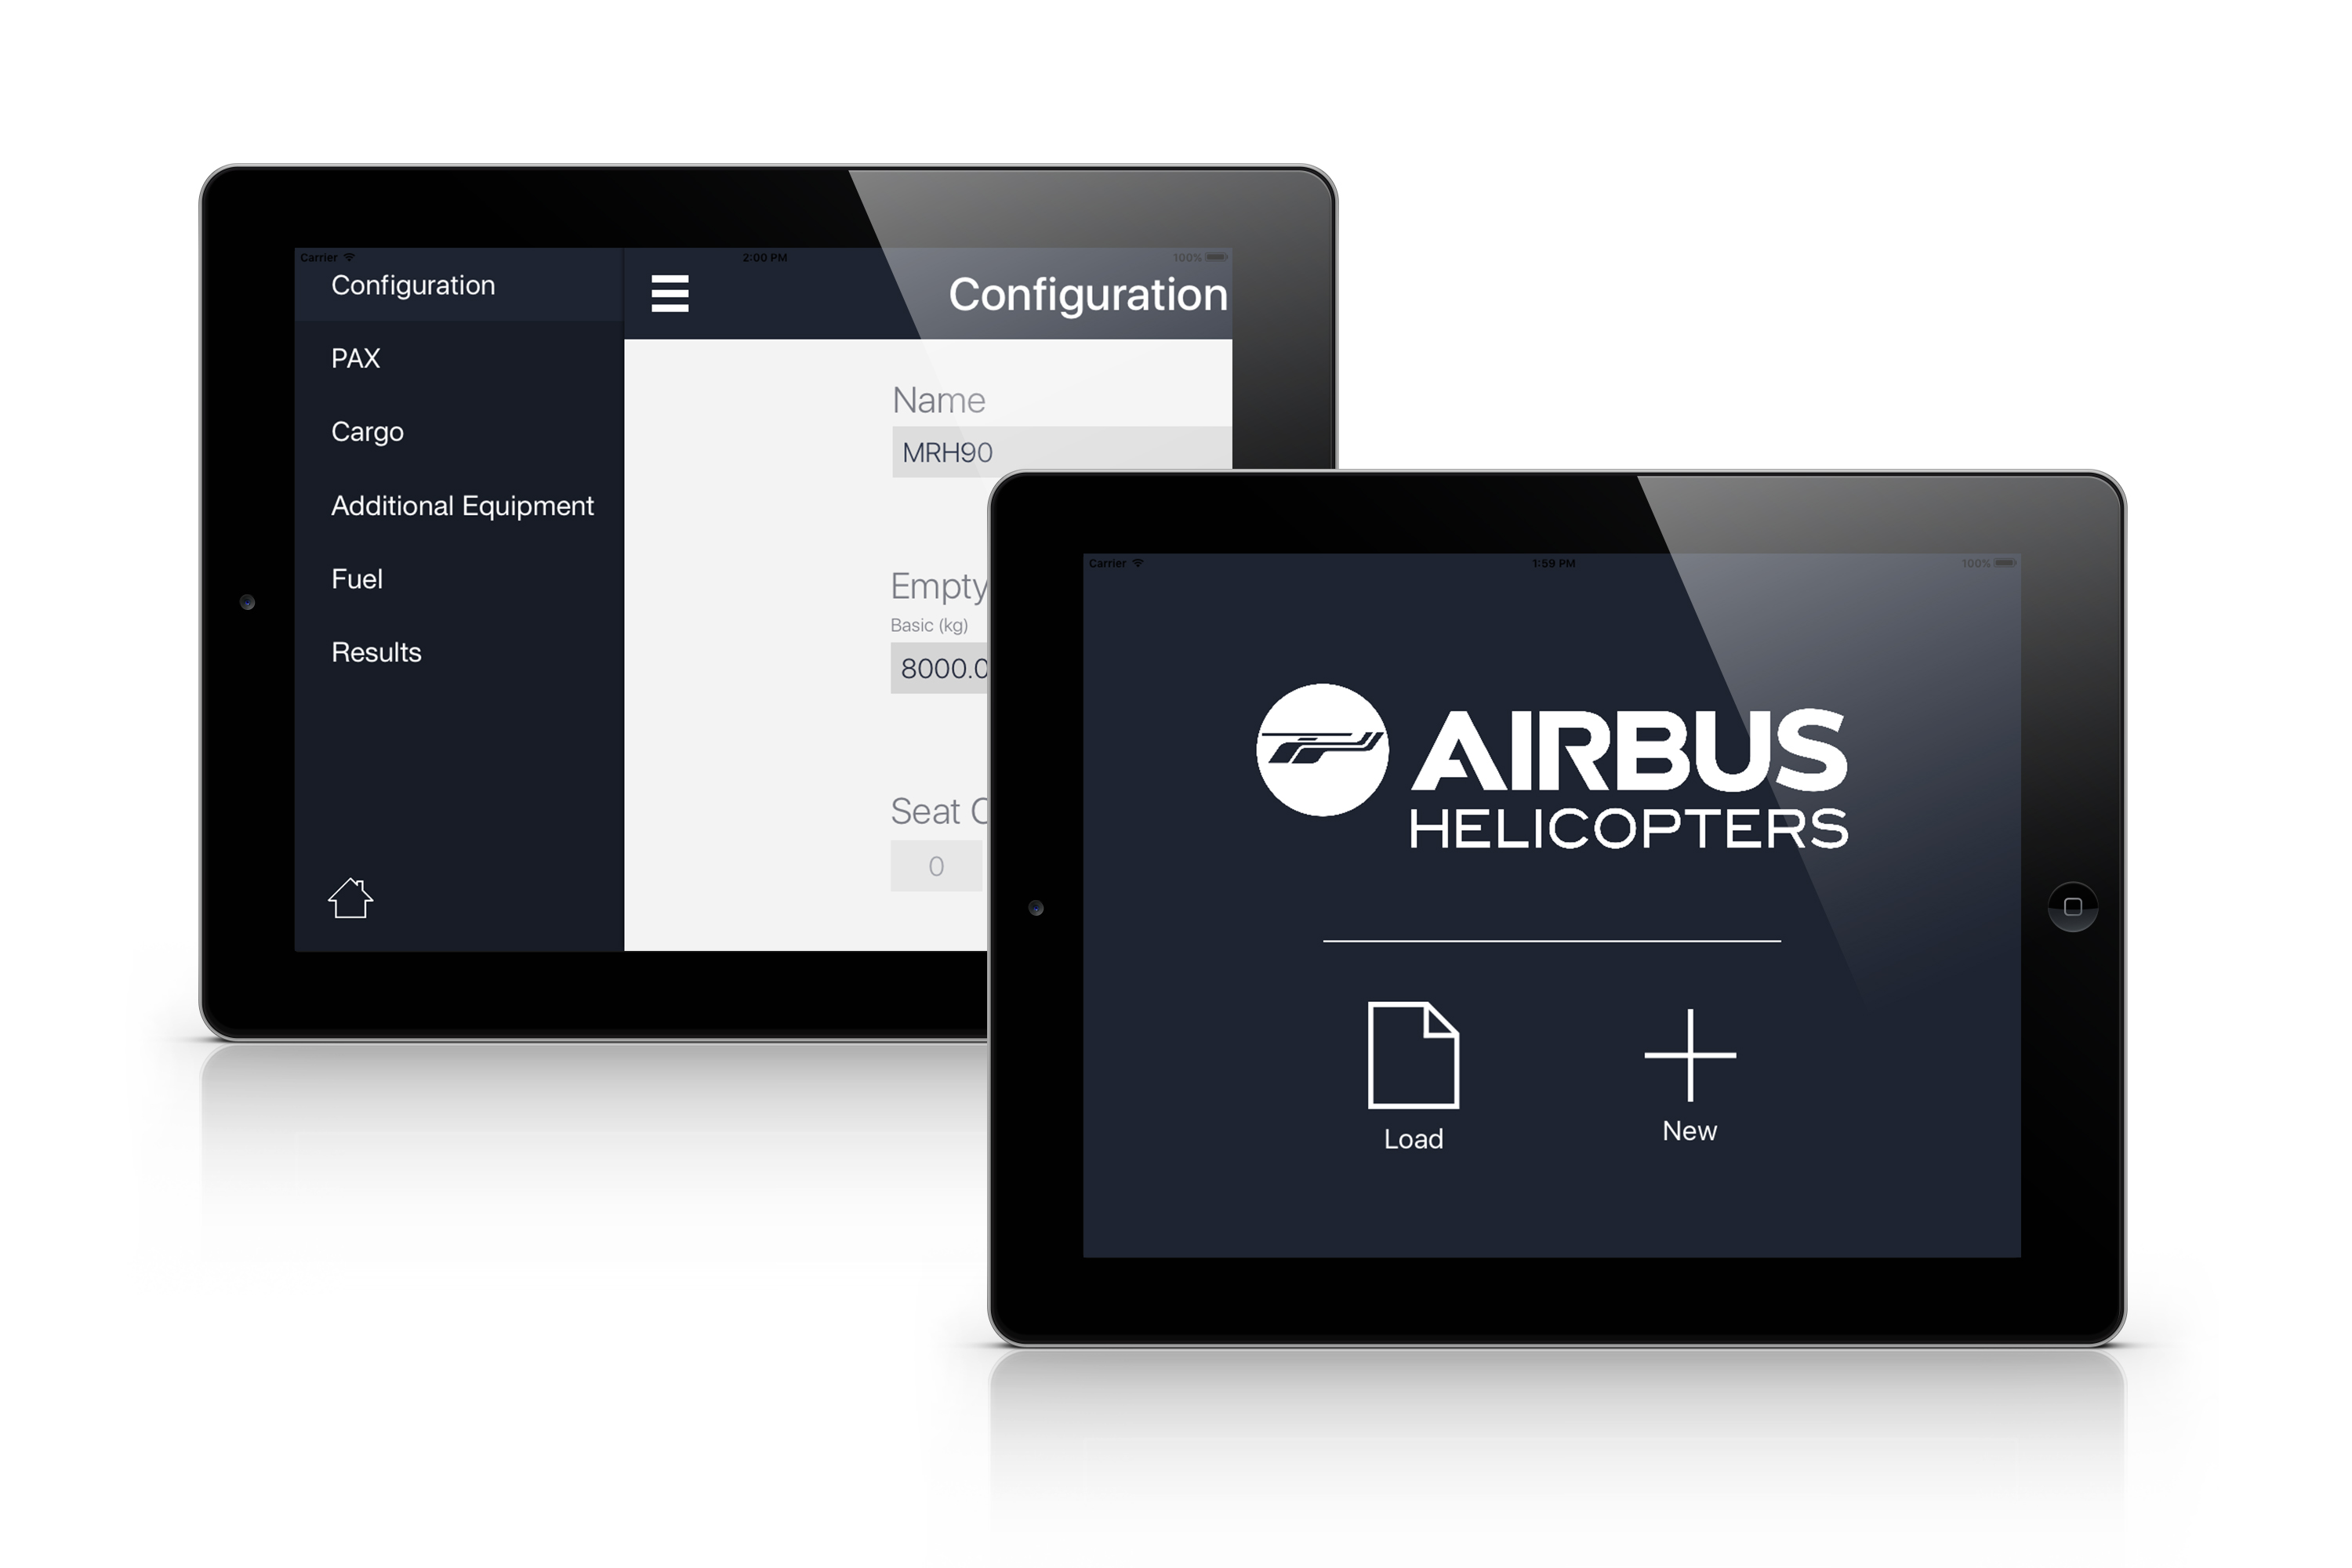 Carrier
2:00 PM
100%
Configuration
PAX
Cargo
Additional Equipment
Fuel
Results
Configuration
Name
MRH90
Empty
Basic (kg)
8000.0
Seat
0
Carrier
1:59 PM
100%
AIRBUS
HELICOPTERS
Load
New